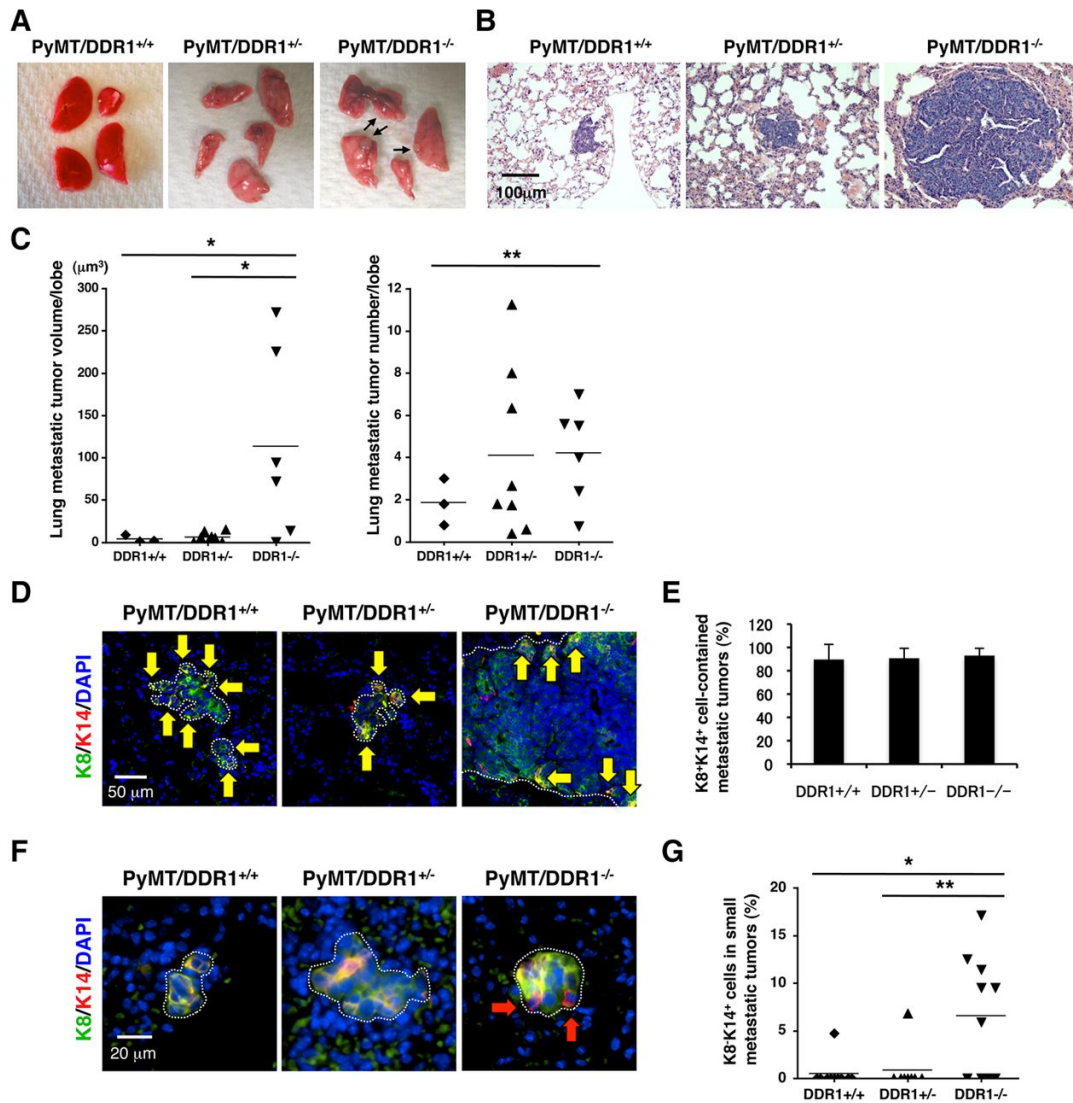 A
PyMT/DDR1+/+
PyMT/DDR1+/-
PyMT/DDR1-/-
B
PyMT/DDR1+/+
PyMT/DDR1+/-
PyMT/DDR1-/-
100μm
C
(μm³)
*
*
Lung metastatic tumor volume/lobe
300
250
200
150
100
50
0
DDR1+/+
DDR1+/-
DDR1-/-
**
Lung metastatic tumor number/lobe
12
10
8
6
4
2
0
DDR1+/+
DDR1+/-
DDR1-/-
D
PyMT/DDR1+/+
PyMT/DDR1+/-
PyMT/DDR1-/-
K8/K14/DAPI
50 μm
E
K8+K14+ cell-contained
metastatic tumors (%)
120
100
80
60
40
20
0
DDR1+/+
DDR1+/−
DDR1−/−
F
PyMT/DDR1+/+
PyMT/DDR1+/-
PyMT/DDR1-/-
K8/K14/DAPI
20 μm
G
*
**
K8-K14+ cells in small
metastatic tumors (%)
20
15
10
5
0
DDR1+/+
DDR1+/-
DDR1-/-